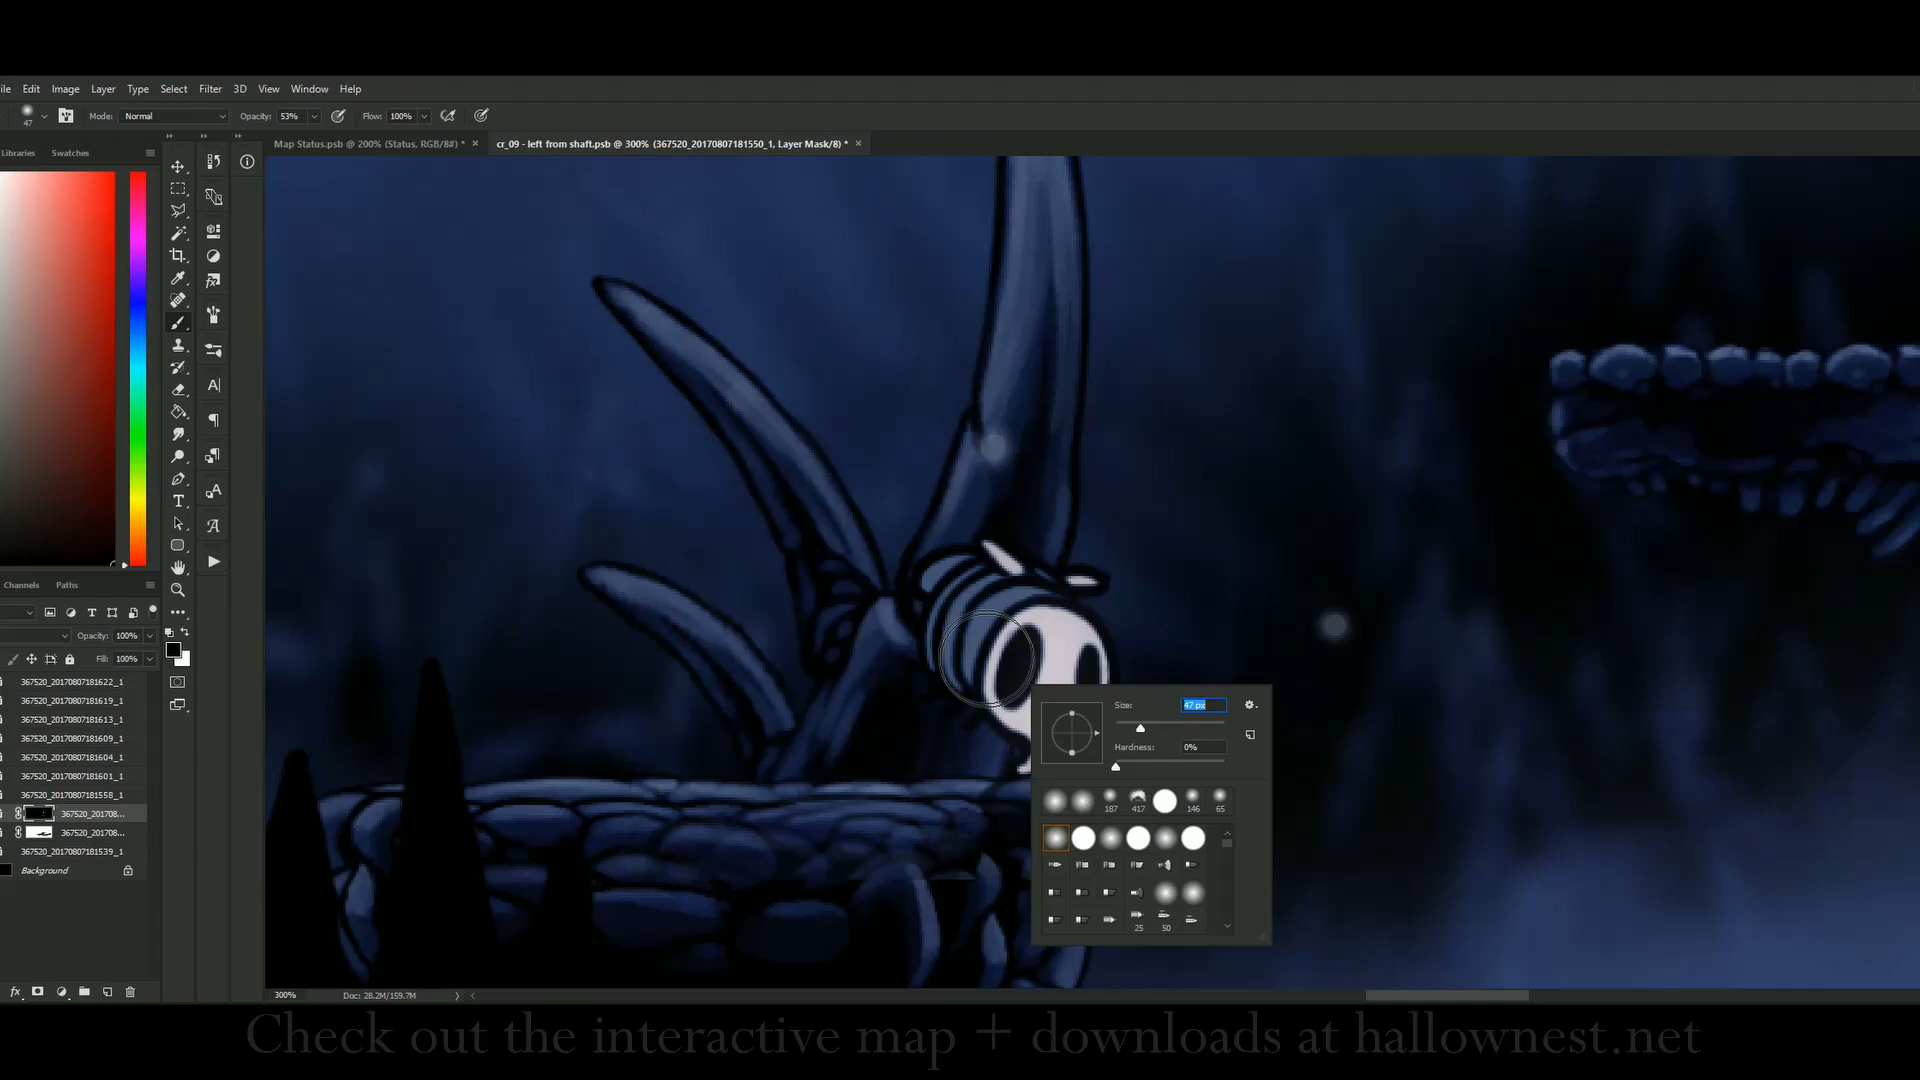 ile Edit Image Layer Type Select Filter 3D View Window Help
47 Mode: Normal Opacity: 53% Flow: 100%
Libraries Swatches
Map Status.psb @ 200% (Status, RGB/8#) * × cr_09 - left from shaft.psb @ 300% (367520_20170807181550_1, Layer Mask/8) * ×
Channels Paths
Opacity: 100%
Fill: 100%
367520_20170807181622_1
367520_20170807181619_1
367520_20170807181613_1
367520_20170807181609_1
367520_20170807181604_1
367520_20170807181601_1
367520_20170807181558_1
367520_201708...
367520_201708...
367520_20170807181539_1
Background
Size: 47 px
Hardness: 0%
187 417 146 65
25 50
300% Doc: 28.2M/159.7M
Check out the interactive map + downloads at hallownest.net